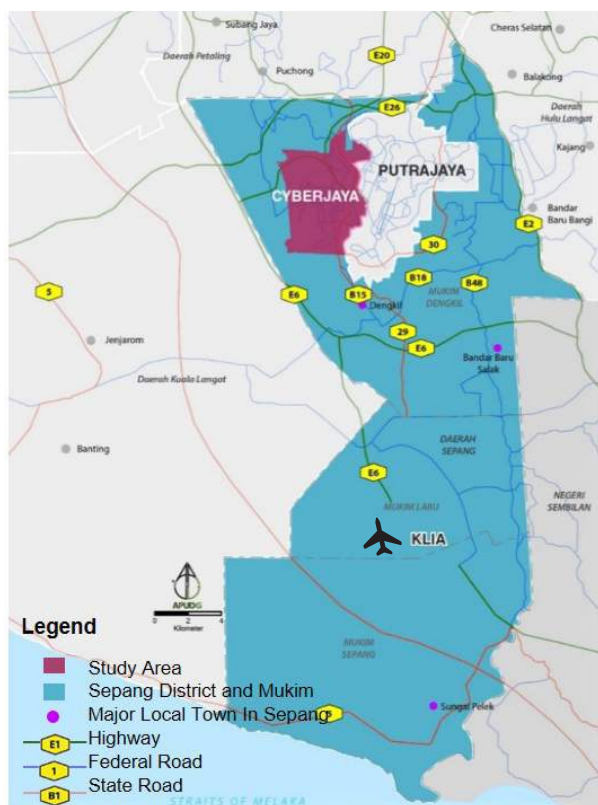 Subang Jaya
Cheras Selatan
Daerah Petaling
E20
Puchong
Balakong
E26
Daerah
Hulu Langat
Kajang
PUTRAJAYA
CYBERJAYA
Bandar
Baru Bangi
E2
30
5
E6
B15
B18
B48
MUKIM
DENGKIL
Dengkil
29
E6
Jenjarom
Bandar Baru
Salak
Daerah Kuala Langat
Banting
DAERAH
SEPANG
E6
NEGERI
SEMBILAN
MUKIM LABU
KLIA
APUDG
0 2 4
Kilometer
MUKIM
SEPANG
Sungai Pelek
5
Legend
Study Area
Sepang District and Mukim
Major Local Town In Sepang
E1 Highway
1 Federal Road
B1 State Road
STRAITS OF MELAKA